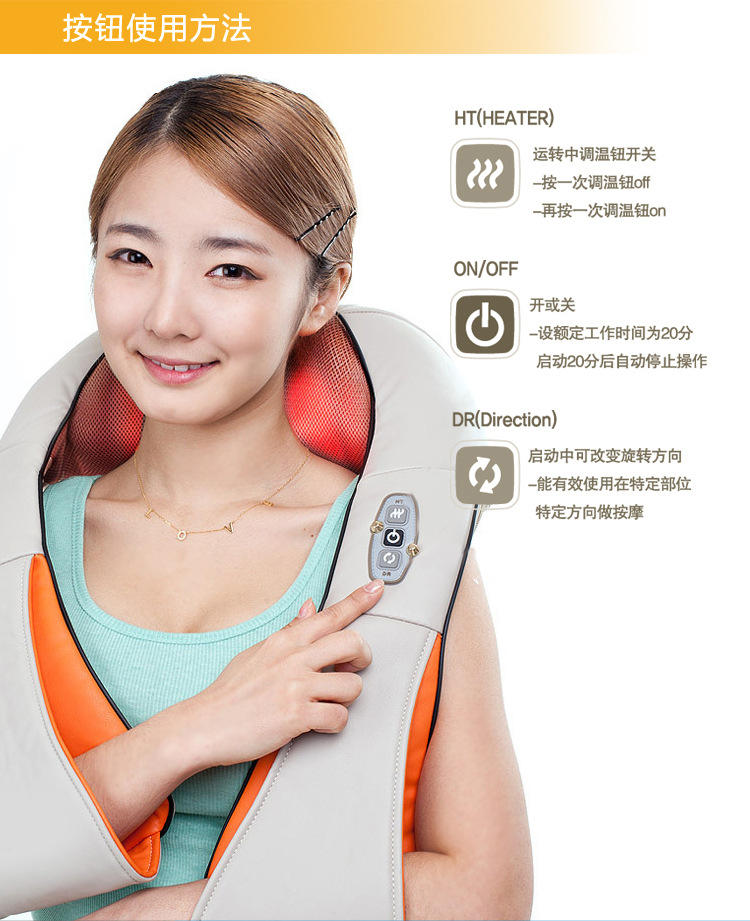 按钮使用方法
HT(HEATER)
运转中调温钮开关
-按一次调温钮off
-再按一次调温钮on
ON/OFF
开或关
-设额定工作时间为20分
启动20分后自动停止操作
DR(Direction)
启动中可改变旋转方向
-能有效使用在特定部位
特定方向做按摩
HT
DR